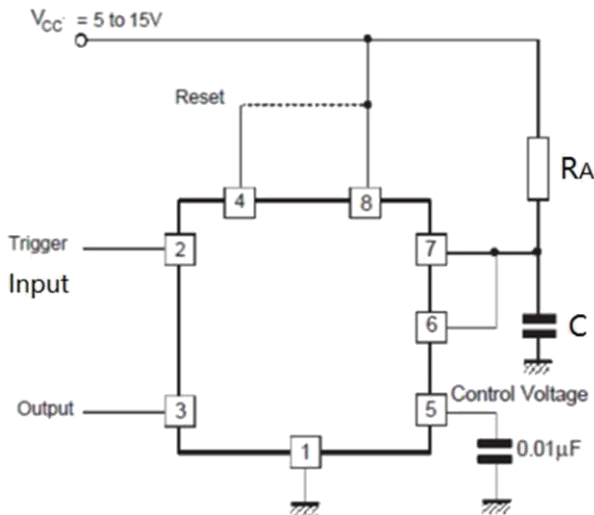 VCC = 5 to 15V
Reset
RA
4
8
Trigger
2
7
Input
6
C
Output
3
5
Control Voltage
1
0.01µF